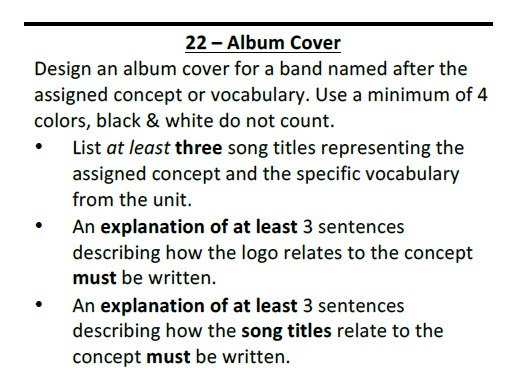 22 – Album Cover
Design an album cover for a band named after the
assigned concept or vocabulary. Use a minimum of 4
colors, black & white do not count.
• List at least three song titles representing the
assigned concept and the specific vocabulary
from the unit.
• An explanation of at least 3 sentences
describing how the logo relates to the concept
must be written.
• An explanation of at least 3 sentences
describing how the song titles relate to the
concept must be written.